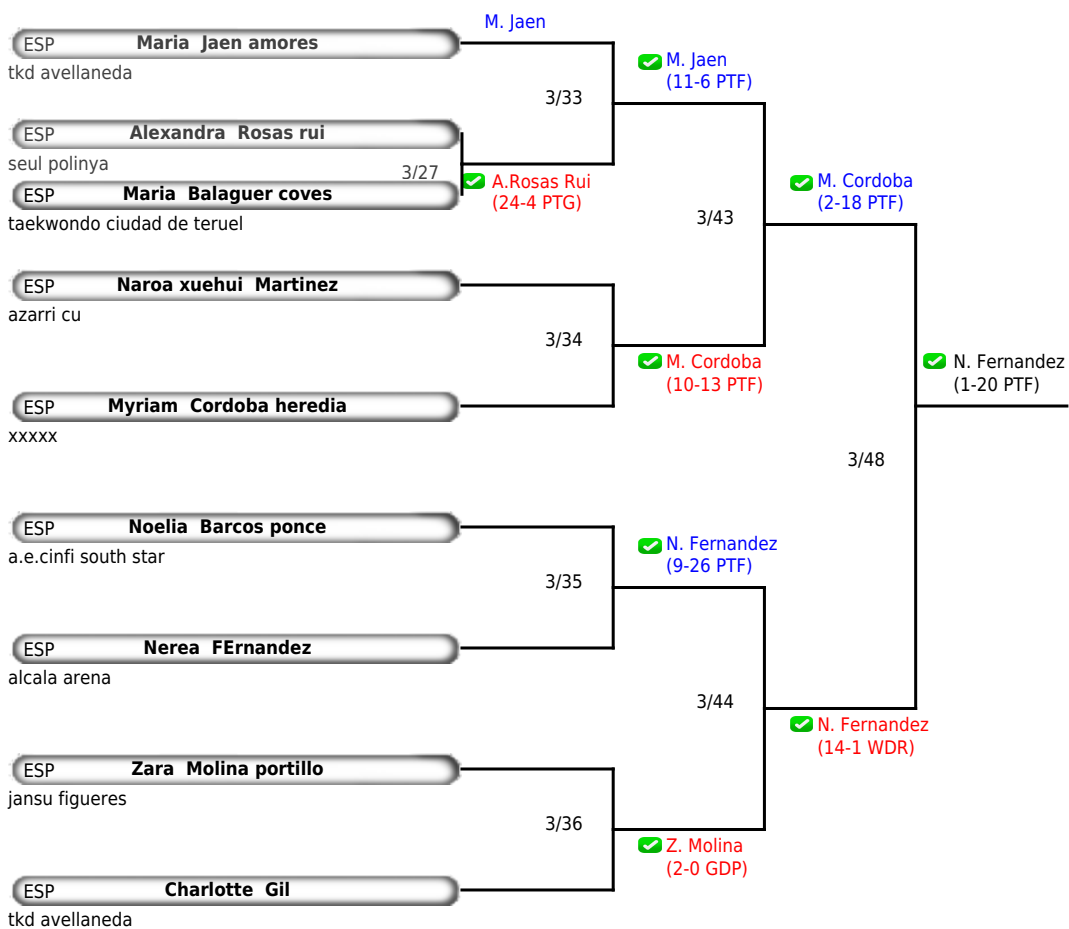 M. Jaen
ESP Maria Jaen amores
tkd avellaneda
M. Jaen
(11-6 PTF)
3/33
ESP Alexandra Rosas rui
seul polinya
3/27
A.Rosas Rui
(24-4 PTG)
ESP Maria Balaguer coves
taekwondo ciudad de teruel
M. Cordoba
(2-18 PTF)
3/43
ESP Naroa xuehui Martinez
azarri cu
3/34
M. Cordoba
(10-13 PTF)
N. Fernandez
(1-20 PTF)
ESP Myriam Cordoba heredia
xxxxx
3/48
ESP Noelia Barcos ponce
a.e.cinfi south star
N. Fernandez
(9-26 PTF)
3/35
ESP Nerea FErnandez
alcala arena
3/44
N. Fernandez
(14-1 WDR)
ESP Zara Molina portillo
jansu figueres
3/36
Z. Molina
(2-0 GDP)
ESP Charlotte Gil
tkd avellaneda